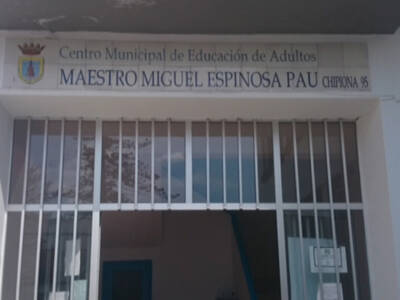 Centro Municipal de Educación de Adultos
MAESTRO MIGUEL ESPINOSA PAU CHIPIONA 95